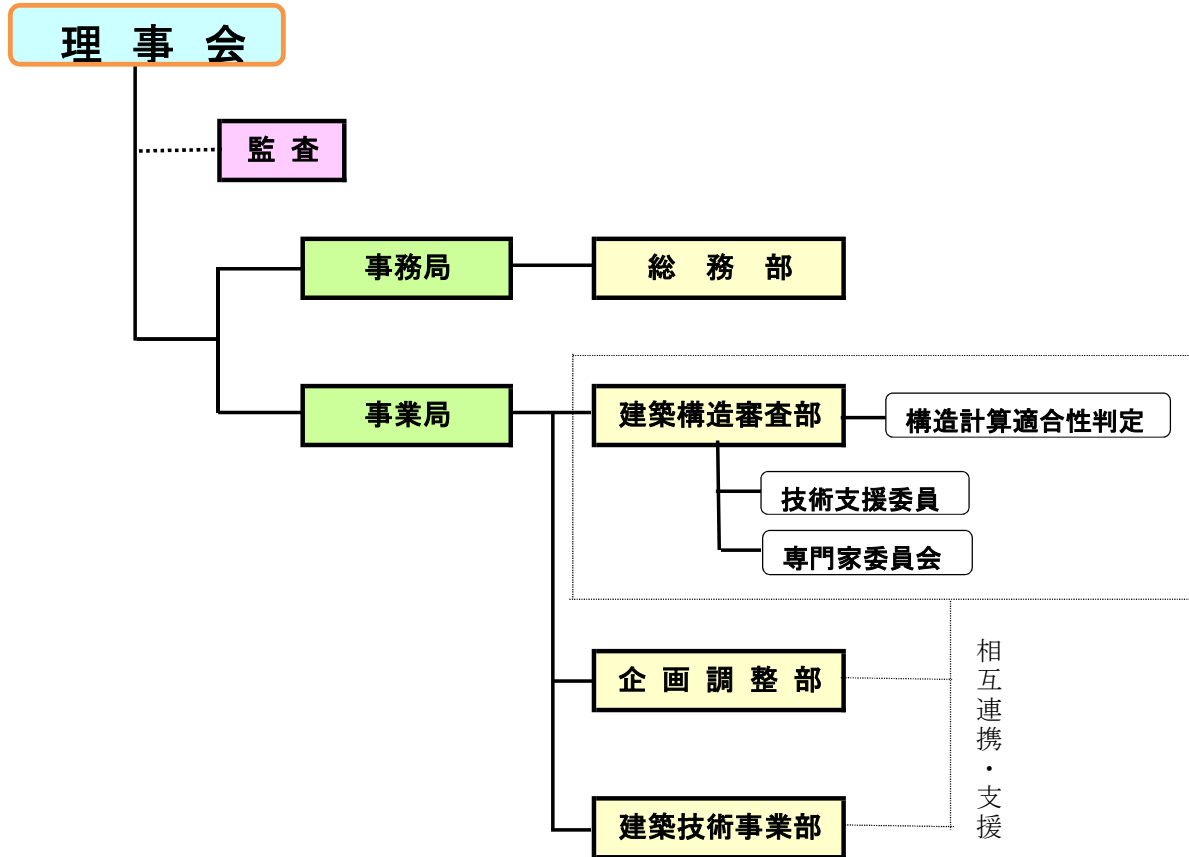 理 事 会
監 査
事務局
総 務 部
事業局
建築構造審査部
構造計算適合性判定
技術支援委員
専門家委員会
企 画 調 整 部
相互連携・支援
建築技術事業部